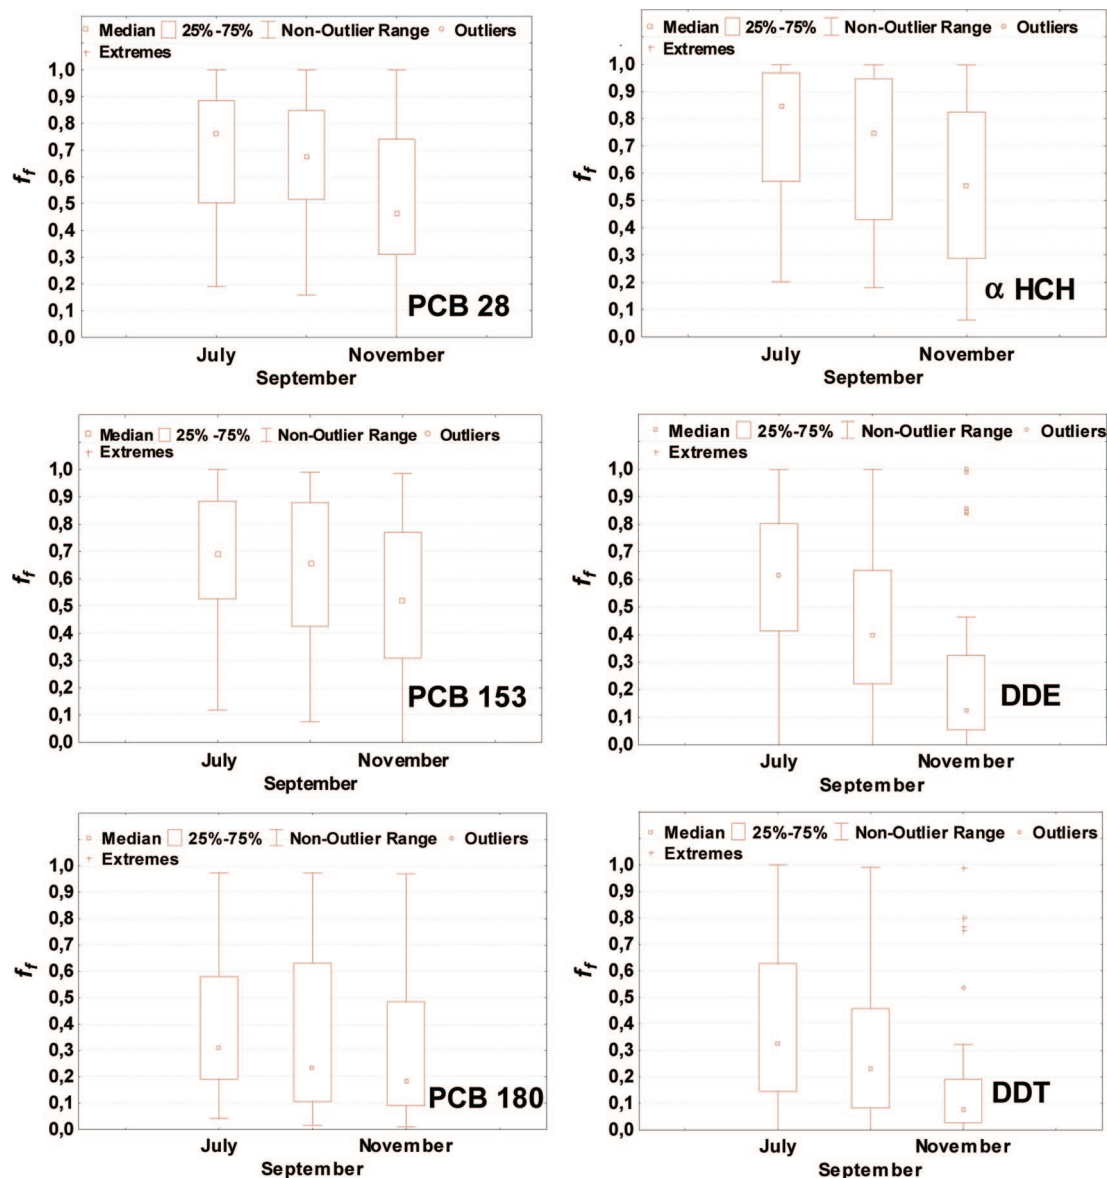 Median 25%-75% Non-Outlier Range Outliers
Extremes
1,0
0,9
0,8
0,7
0,6
0,5
0,4
0,3
0,2
0,1
0,0
ff
PCB 28
July November
September
Median 25%-75% Non-Outlier Range Outliers
Extremes
1,0
0,9
0,8
0,7
0,6
0,5
0,4
0,3
0,2
0,1
0,0
ff
α HCH
July November
September
Median 25% -75% Non-Outlier Range Outliers
Extremes
1,0
0,9
0,8
0,7
0,6
0,5
0,4
0,3
0,2
0,1
0,0
ff
PCB 153
July November
September
Median 25%-75% Non-Outlier Range Outliers
Extremes
1,0
0,9
0,8
0,7
0,6
0,5
0,4
0,3
0,2
0,1
0,0
ff
DDE
July November
September
Median 25%-75% Non-Outlier Range Outliers
Extremes
1,0
0,9
0,8
0,7
0,6
0,5
0,4
0,3
0,2
0,1
0,0
ff
PCB 180
July November
September
Median 25%-75% Non-Outlier Range Outliers
Extremes
1,0
0,9
0,8
0,7
0,6
0,5
0,4
0,3
0,2
0,1
0,0
ff
DDT
July November
September